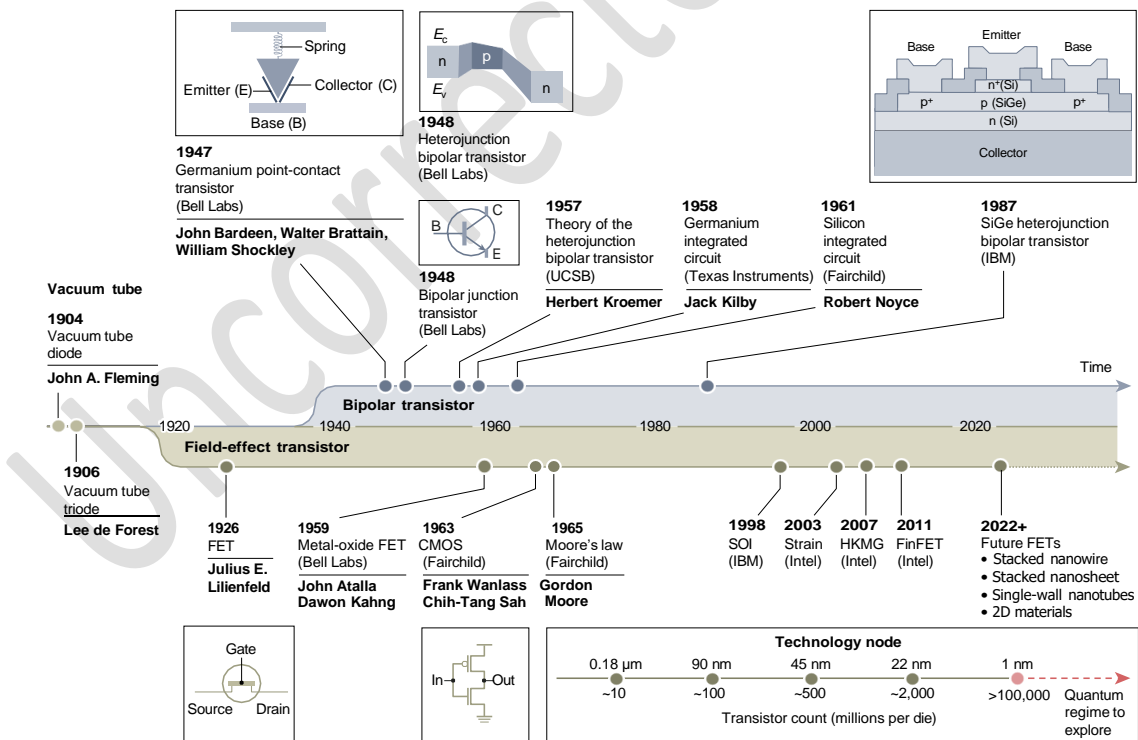 Spring
Emitter (E)
Collector (C)
Base (B)
1947
Germanium point-contact
transistor
(Bell Labs)
John Bardeen, Walter Brattain,
William Shockley
Ec
n
p
Ev
n
1948
Heterojunction
bipolar transistor
(Bell Labs)
B
C
E
1948
Bipolar junction
transistor
(Bell Labs)
Emitter
Base
Base
n+(Si)
p+
p (SiGe)
p+
n (Si)
Collector
1957
Theory of the
heterojunction
bipolar transistor
(UCSB)
Herbert Kroemer
1958
Germanium
integrated
circuit
(Texas Instruments)
Jack Kilby
1961
Silicon
integrated
circuit
(Fairchild)
Robert Noyce
1987
SiGe heterojunction
bipolar transistor
(IBM)
Vacuum tube
1904
Vacuum tube
diode
John A. Fleming
Time
Bipolar transistor
1920
1940
1960
1980
2000
2020
Field-effect transistor
1906
Vacuum tube
triode
Lee de Forest
1926
FET
Julius E.
Lilienfeld
1959
Metal-oxide FET
(Bell Labs)
John Atalla
Dawon Kahng
1963
CMOS
(Fairchild)
Frank Wanlass
Chih-Tang Sah
1965
Moore's law
(Fairchild)
Gordon
Moore
1998
SOI
(IBM)
2003
Strain
(Intel)
2007
HKMG
(Intel)
2011
FinFET
(Intel)
2022+
Future FETs
• Stacked nanowire
• Stacked nanosheet
• Single-wall nanotubes
• 2D materials
Gate
Source
Drain
In
Out
Technology node
0.18 µm
90 nm
45 nm
22 nm
1 nm
~10
~100
~500
~2,000
>100,000
Transistor count (millions per die)
Quantum
regime to
explore